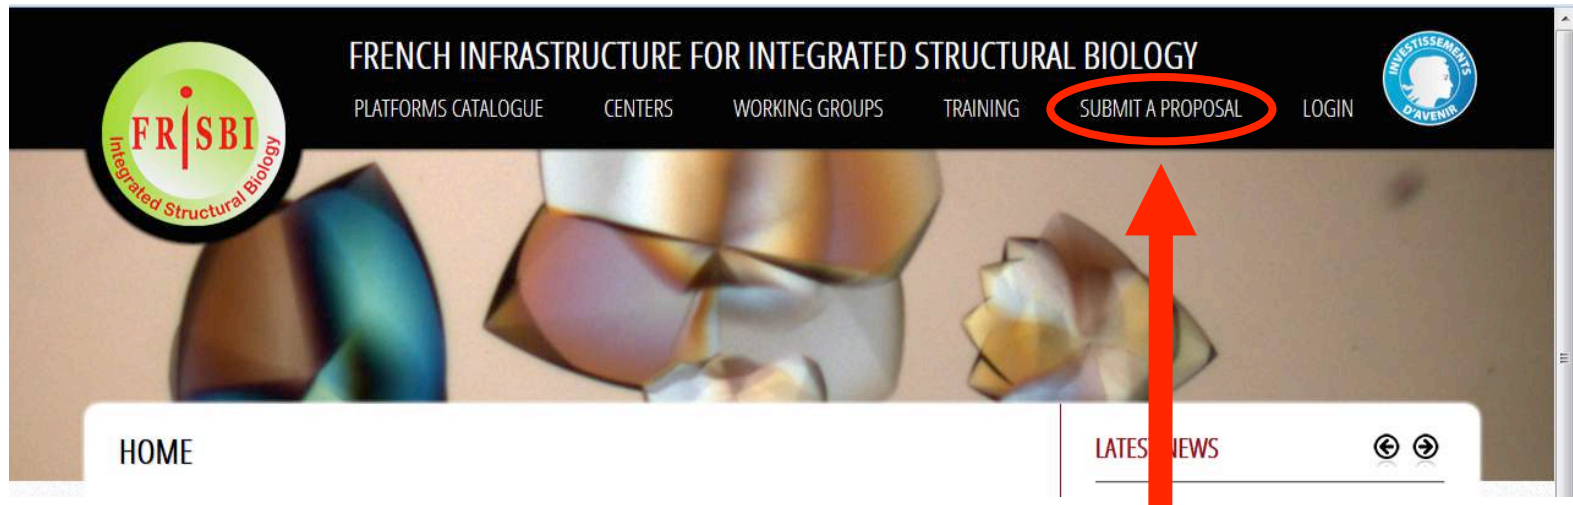 FRENCH INFRASTRUCTURE FOR INTEGRATED STRUCTURAL BIOLOGY
PLATFORMS CATALOGUE CENTERS WORKING GROUPS TRAINING SUBMIT A PROPOSAL LOGIN
FRiSBI
Integrated Structural Biology
INVESTISSEMENTS
D'AVENIR
HOME
LATEST NEWS